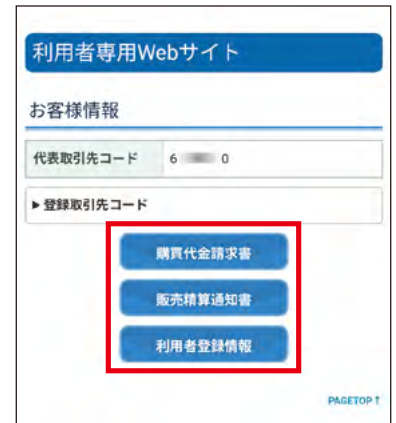 利用者専用Webサイト
お客様情報
代表取引先コード 6 0
▶登録取引先コード
購買代金請求書
販売精算通知書
利用者登録情報
PAGETOP↑